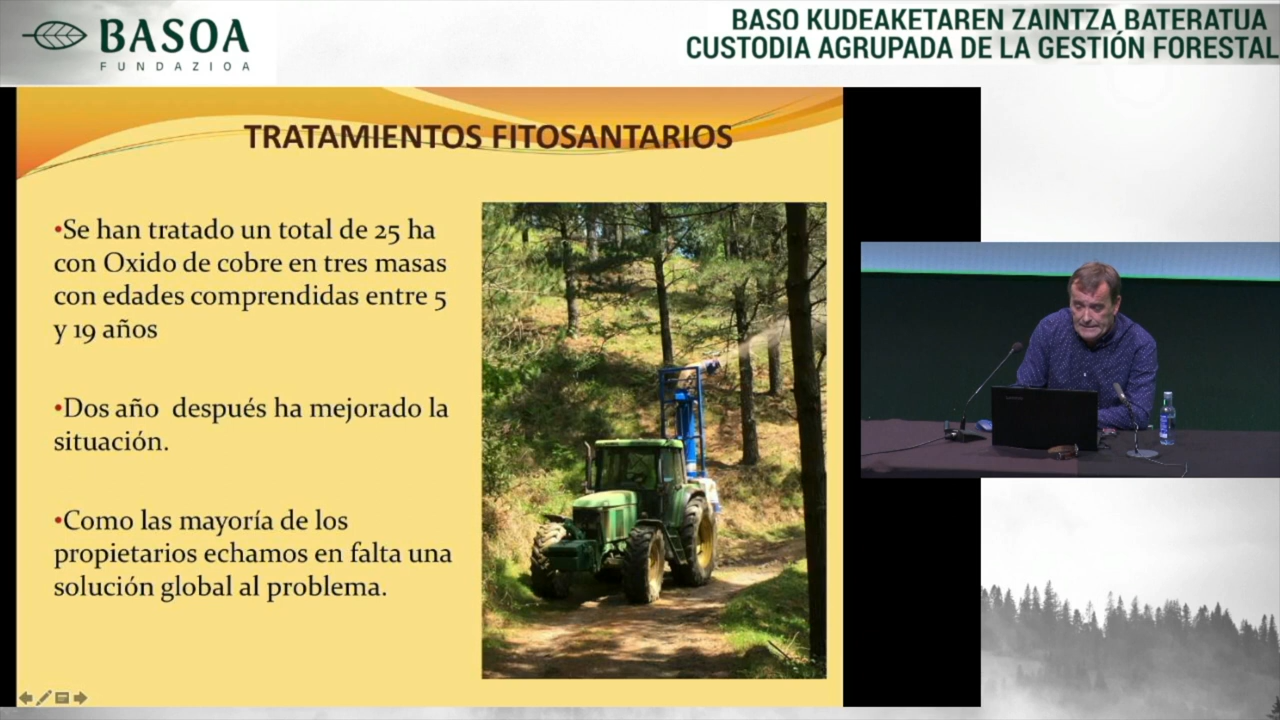 BASOA
FUNDAZIOA
BASO KUDEAKETAREN ZAINTZA BATERATUA
CUSTODIA AGRUPADA DE LA GESTIÓN FORESTAL
TRATAMIENTOS FITOSANTARIOS
•Se han tratado un total de 25 ha
con Oxido de cobre en tres masas
con edades comprendidas entre 5
y 19 años
•Dos año después ha mejorado la
situación.
•Como las mayoría de los
propietarios echamos en falta una
solución global al problema.